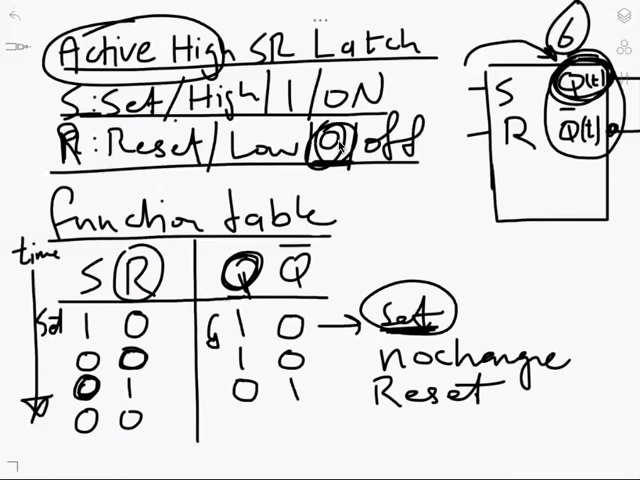 6
Active High SR Latch
S: Set / High / 1 / ON
R: Reset / Low / 0 / off
S Q(t)
R Q̅(t)
function table
time
S R Q Q̅
Set 1 0 1 0 → Set
0 0 1 0 nochange
0 1 0 1 Reset
0 0